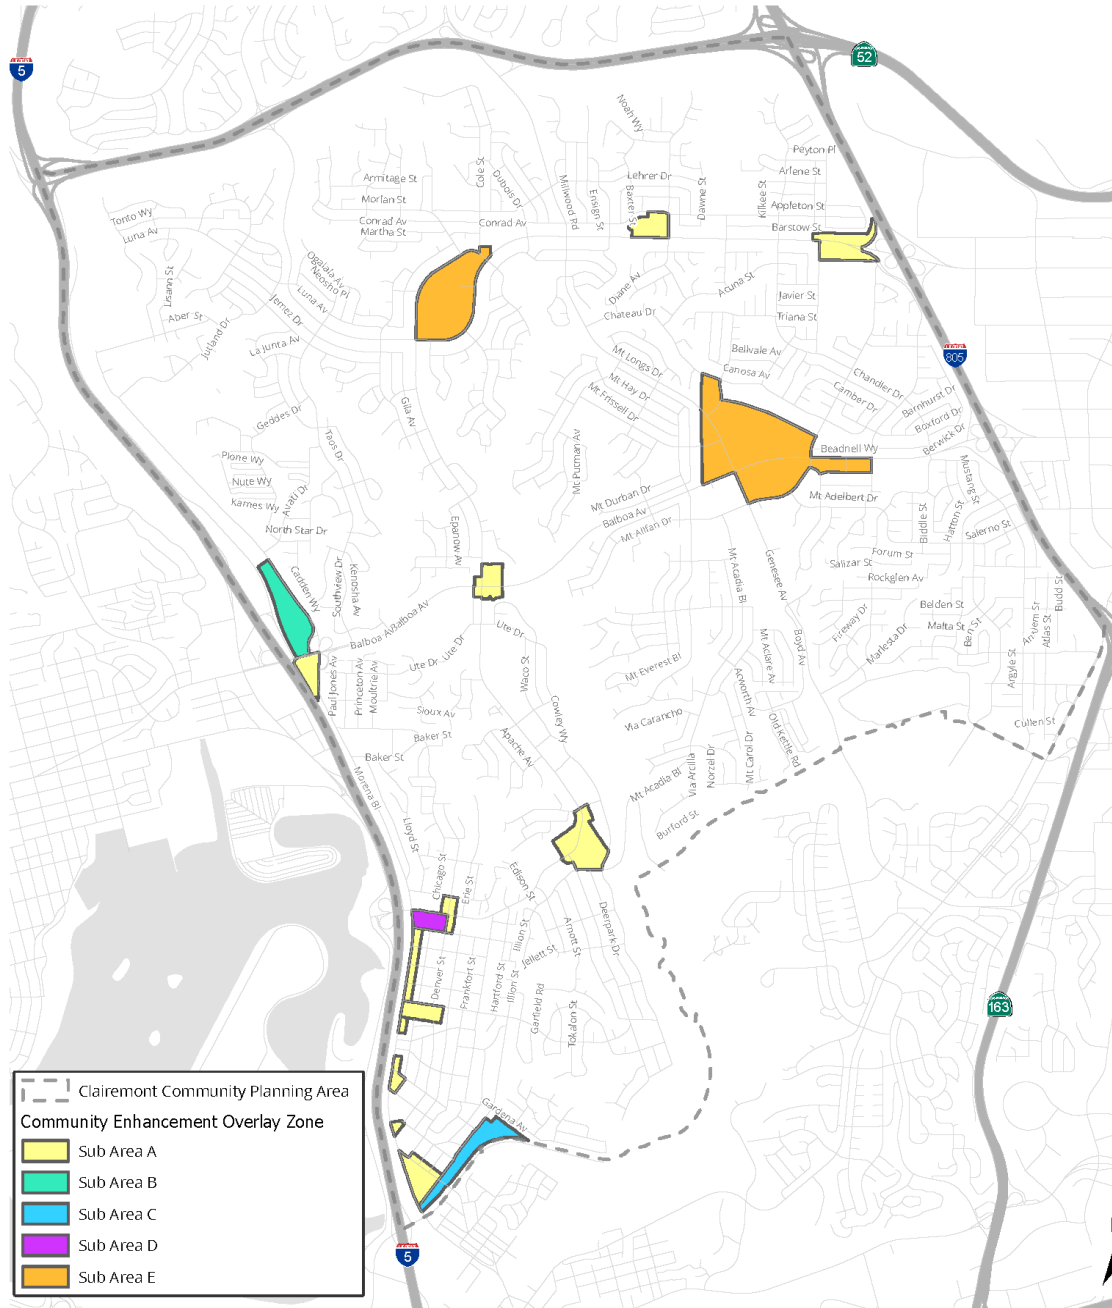 52
5
Noah Wy
Peyton Pl
Arlene St
Armitage St
Cole St
Dubois Dr
Lehrer Dr
Morlan St
Millwood Rd
Ensign St
Baxter St
Dawne St
Kilkee St
Appleton St
Tonto Wy
Conrad Av
Conrad Av
Barstow St
Luna Av
Martha St
Ogalala Av
Neosho Pl
Lisann St
Luna Av
Diane Av
Acuna St
Javier St
Jemez Dr
Aber St
Chateau Dr
Triana St
Jutland Dr
La Junta Av
Mt Longs Dr
Bellvale Av
805
Canosa Av
Mt Hay Dr
Chandler Dr
Mt Frissell Dr
Camber Dr
Barnhurst Dr
Geddes Dr
Gila Av
Boxford Dr
Taos Dr
Berwick Dr
Mt Putman Av
Beadnell Wy
Plone Wy
Mustang St
Nute Wy
Avati Dr
Mt Durban Dr
Mt Adelbert Dr
Karnes Wy
Balboa Av
Biddle St
Hatton St
North Star Dr
Epanow Av
Mt Alifan Dr
Salerno St
Forum St
Cadden Wy
Southview Dr
Kenosha Av
Mt Acadia Bl
Genesee Av
Salizar St
Rockglen Av
Budd St
Balboa Av
Balboa Av
Ute Dr
Belden St
Fireway Dr
Malta St
Ben St
Atlas St
Ute Dr
Boyd Av
Marlesta Dr
Mt Aclare Av
Ute Dr
Waco St
Mt Everest Bl
Argyle St
Paul Jones Av
Princeton Av
Moultrie Av
Acworth Av
Sioux Av
Cowley Wy
Via Carancho
Old Kettle Rd
Cullen St
Baker St
Apache Av
Baker St
Via Arcilla
Norzel Dr
Mt Carol Dr
Morena Bl
Mt Acadia Bl
Lloyd St
Burford St
Chicago St
Erie St
Edison St
Deerpark Dr
Illion St
Arnott St
Jellett St
Denver St
Frankfort St
Hartford St
Illion St
Garfield Rd
Tokalon St
163
Gardena Av
Clairemont Community Planning Area
Community Enhancement Overlay Zone
Sub Area A
Sub Area B
Sub Area C
Sub Area D
Sub Area E
5